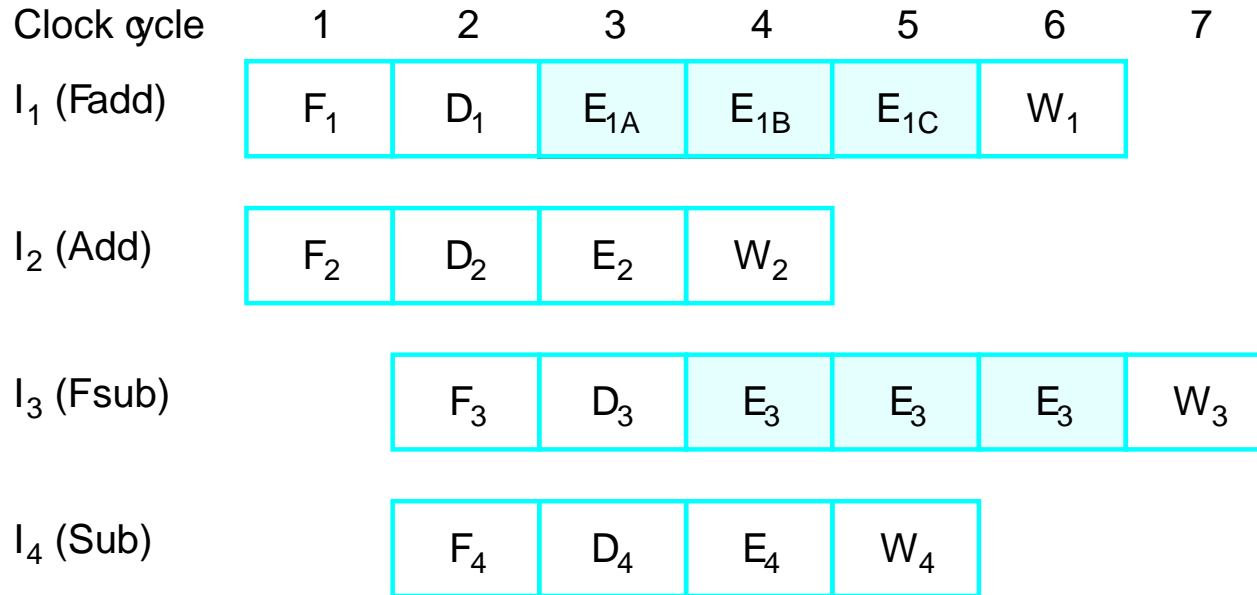 Clock cycle 1 2 3 4 5 6 7
I1 (Fadd) F1 D1 E1A E1B E1C W1
I2 (Add) F2 D2 E2 W2
I3 (Fsub) F3 D3 E3 E3 E3 W3
I4 (Sub) F4 D4 E4 W4